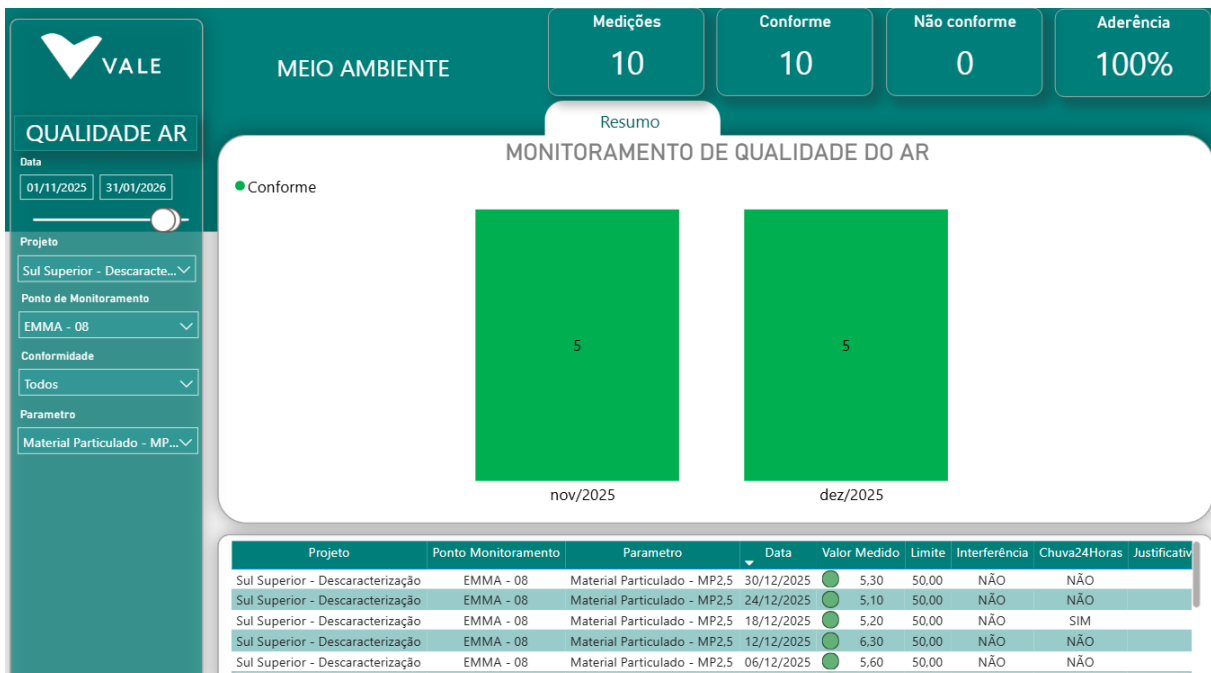 VALE
MEIO AMBIENTE
Medições
10
Conforme
10
Não conforme
0
Aderência
100%
QUALIDADE AR
Data
01/11/2025 31/01/2026
Projeto
Sul Superior - Descaracte...
Ponto de Monitoramento
EMMA - 08
Conformidade
Todos
Parametro
Material Particulado - MP...
Resumo
MONITORAMENTO DE QUALIDADE DO AR
Conforme
5 5
nov/2025 dez/2025
Projeto Ponto Monitoramento Parametro Data Valor Medido Limite Interferência Chuva24Horas Justificativ
Sul Superior - Descaracterização EMMA - 08 Material Particulado - MP2,5 30/12/2025 5,30 50,00 NÃO NÃO
Sul Superior - Descaracterização EMMA - 08 Material Particulado - MP2,5 24/12/2025 5,10 50,00 NÃO NÃO
Sul Superior - Descaracterização EMMA - 08 Material Particulado - MP2,5 18/12/2025 5,20 50,00 NÃO SIM
Sul Superior - Descaracterização EMMA - 08 Material Particulado - MP2,5 12/12/2025 6,30 50,00 NÃO NÃO
Sul Superior - Descaracterização EMMA - 08 Material Particulado - MP2,5 06/12/2025 5,60 50,00 NÃO NÃO